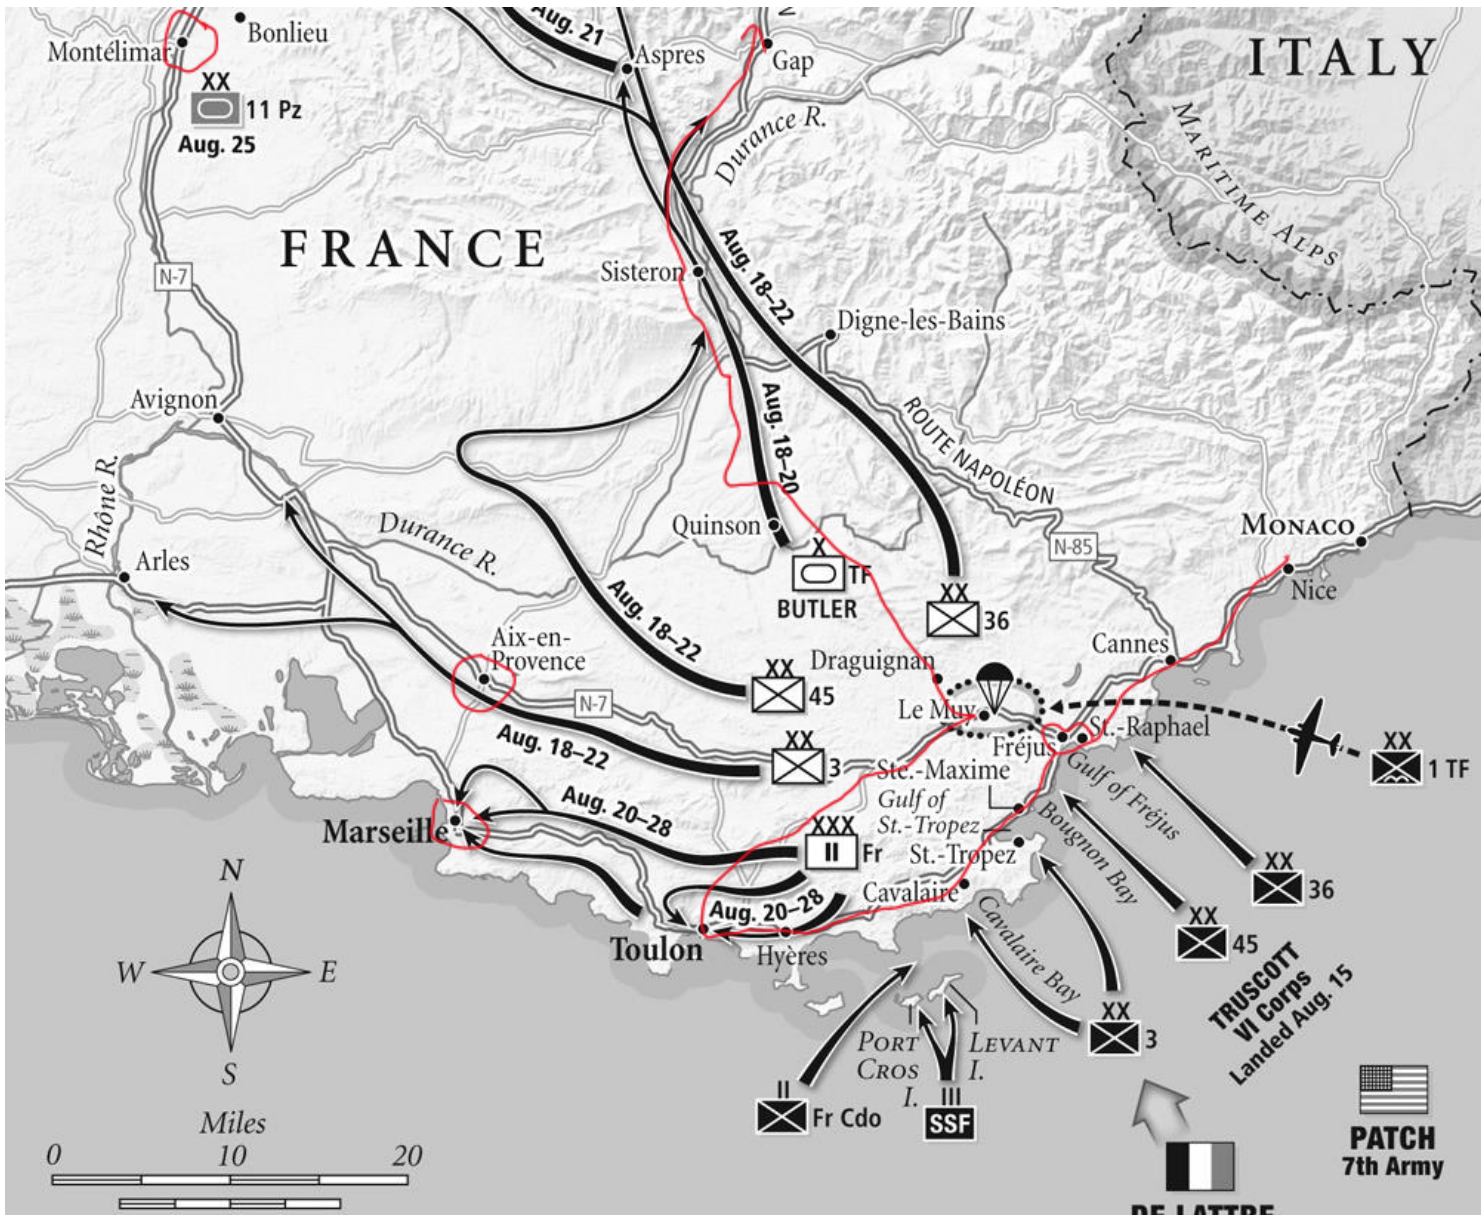 Montélimar
Bonlieu
XX
11 Pz
Aug. 25
Aug. 21
Aspres
Gap
Durance R.
ITALY
MARITIME ALPS
FRANCE
N-7
Sisteron
Aug. 18–22
Digne-les-Bains
Avignon
Aug. 18–20
ROUTE NAPOLÉON
Rhône R.
Durance R.
Quinson
N-85
MONACO
Nice
Arles
X
TF
BUTLER
XX
36
Aug. 18–22
Aix-en-
Provence
Cannes
Draguignan
XX
45
N-7
Le Muy
Fréjus
St.-Raphael
XX
1 TF
Aug. 18–22
XX
3
Ste.-Maxime
Gulf of
St.-Tropez
Gulf of Fréjus
Marseille
Aug. 20–28
XXX
II
Fr
St.-Tropez
Bougnon Bay
XX
36
Cavalaire
Aug. 20–28
XX
45
Toulon
Hyères
Cavalaire Bay
TRUSCOTT
VI Corps
Landed Aug. 15
N
W
E
S
XX
3
PORT
CROS
I.
LEVANT
I.
II
Fr Cdo
III
SSF
Miles
0
10
20
PATCH
7th Army
DE LATTRE